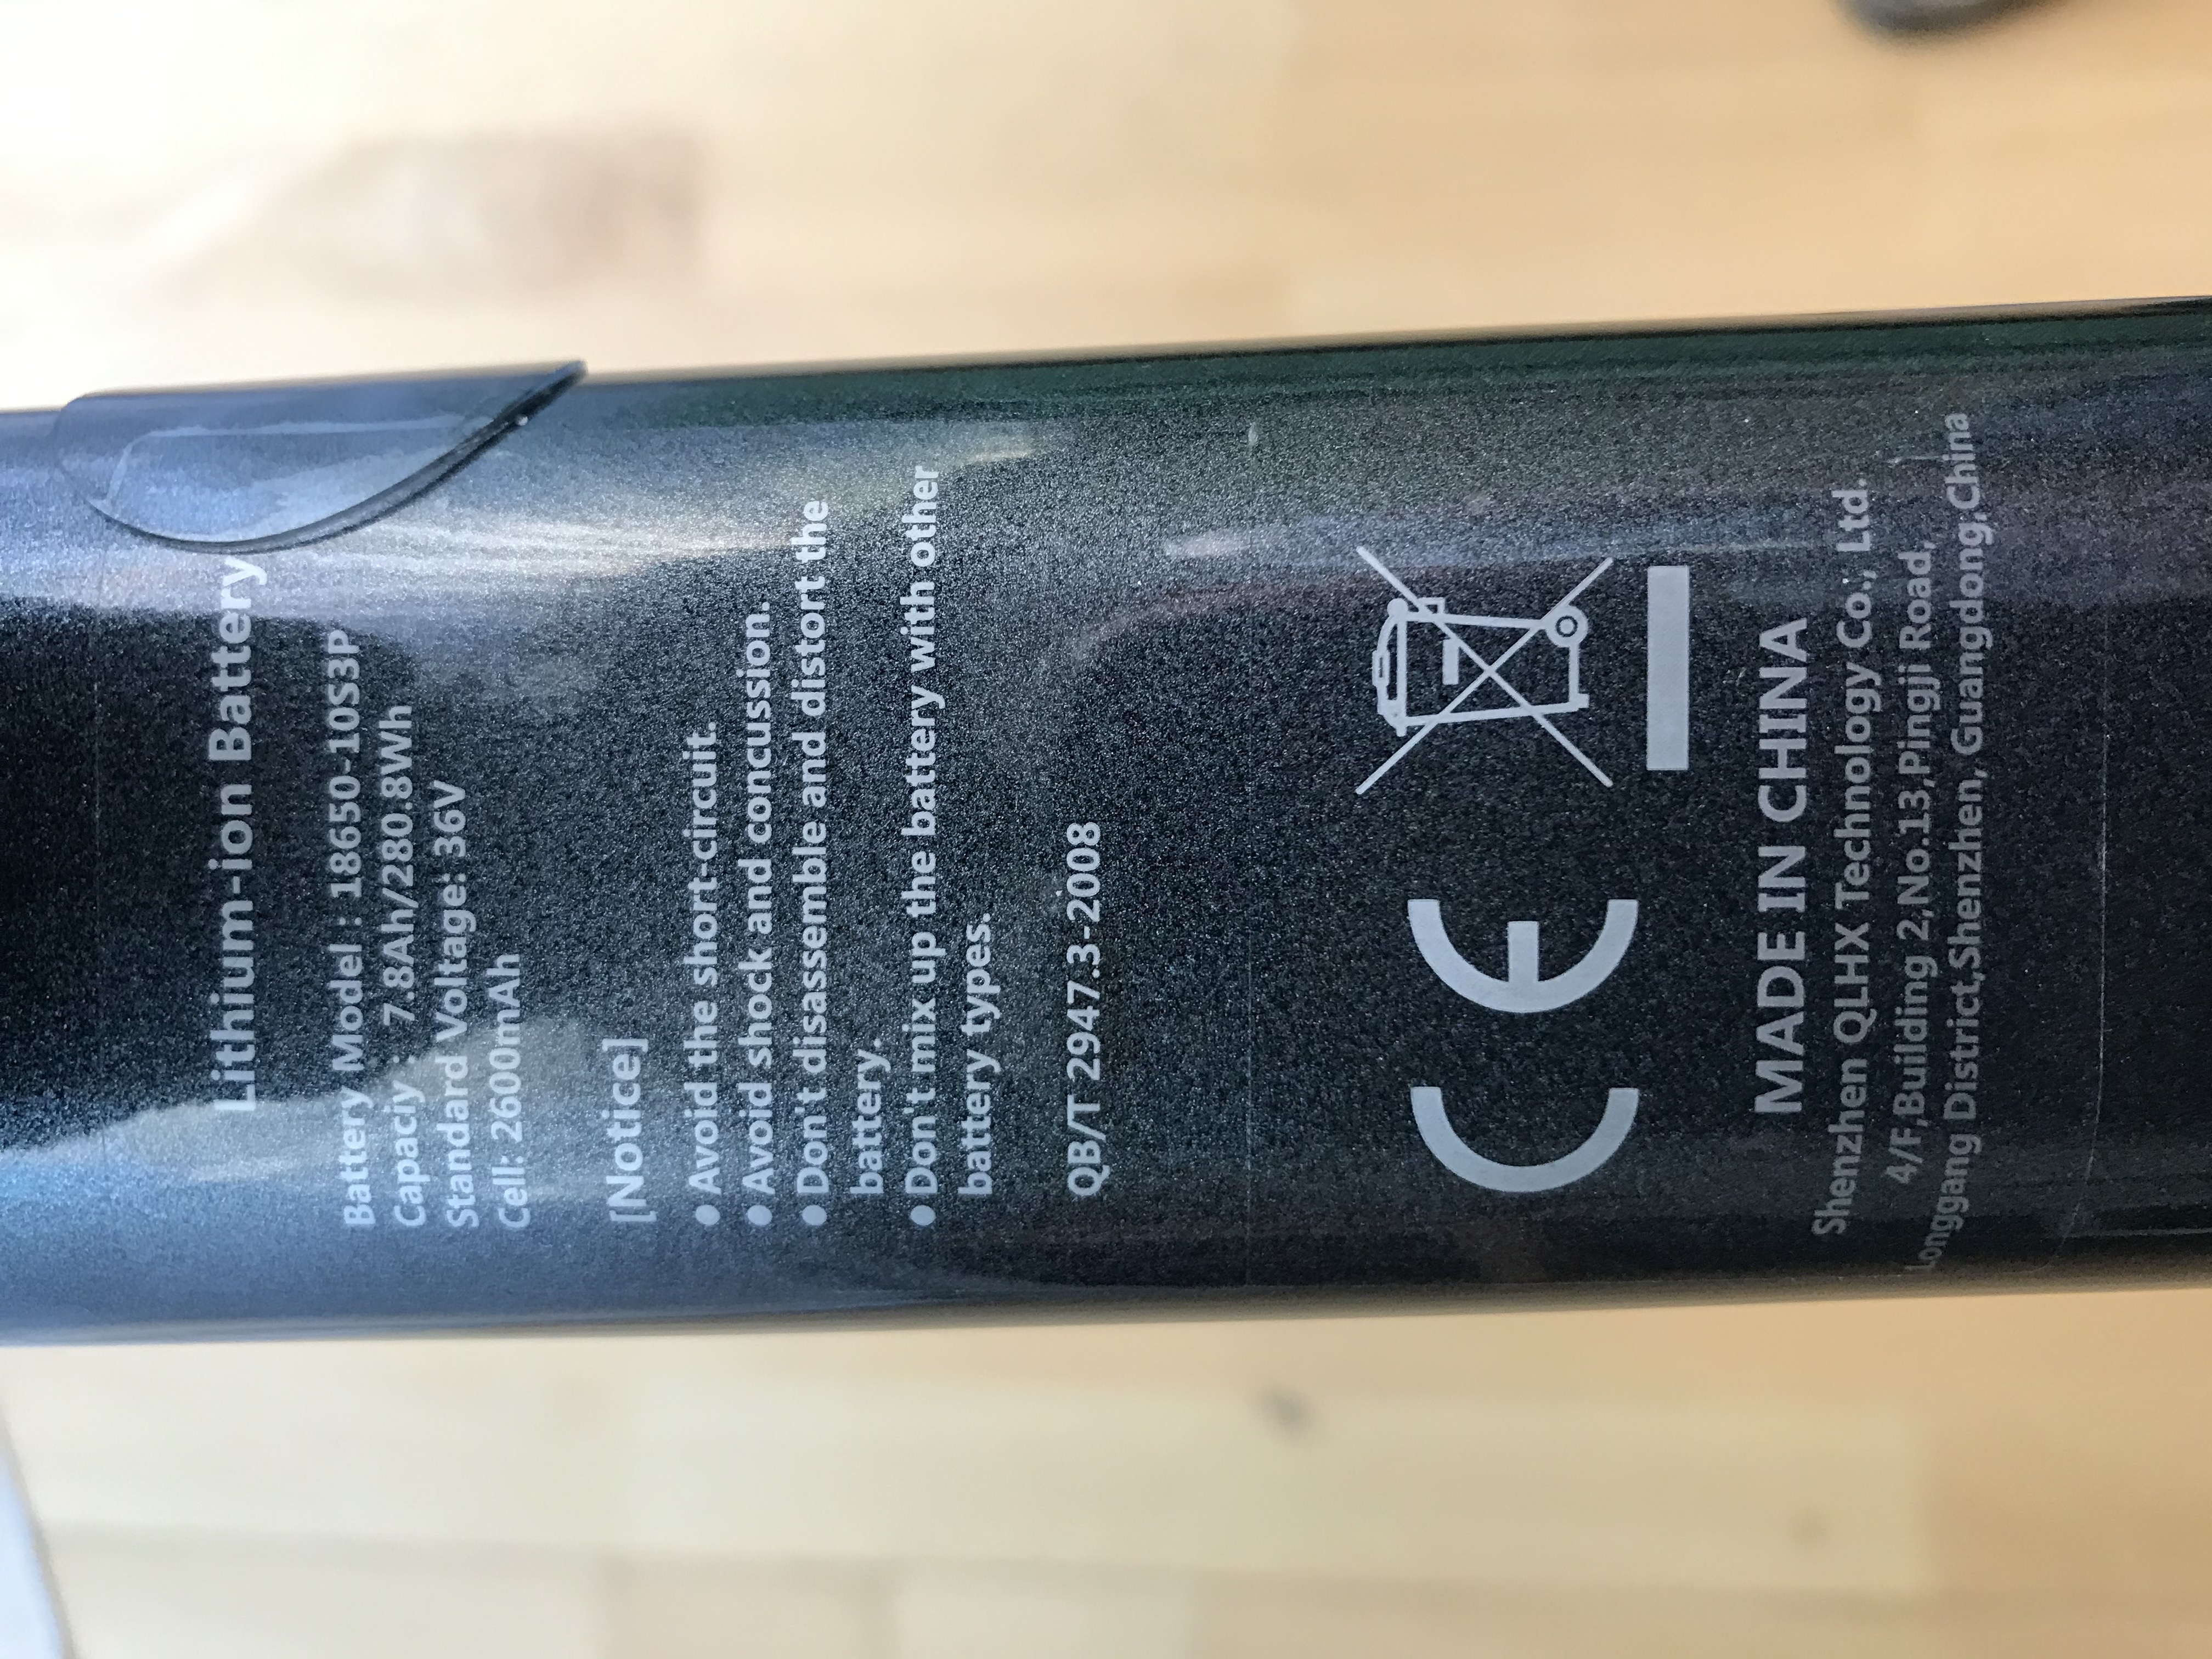 Lithium-ion Battery
Battery Model : 18650-10S3P
Capaciy : 7.8Ah/280.8Wh
Standard Voltage: 36V
Cell: 2600mAh
[Notice]
● Avoid the short-circuit.
● Avoid shock and concussion.
● Don't disassemble and distort the
battery.
● Don't mix up the battery with other
battery types.
QB/T 2947.3-2008
CE
MADE IN CHINA
Shenzhen QLHX Technology Co., Ltd.
4/F,Building 2,No.13,Pingji Road,
Longgang District,Shenzhen, Guangdong,China